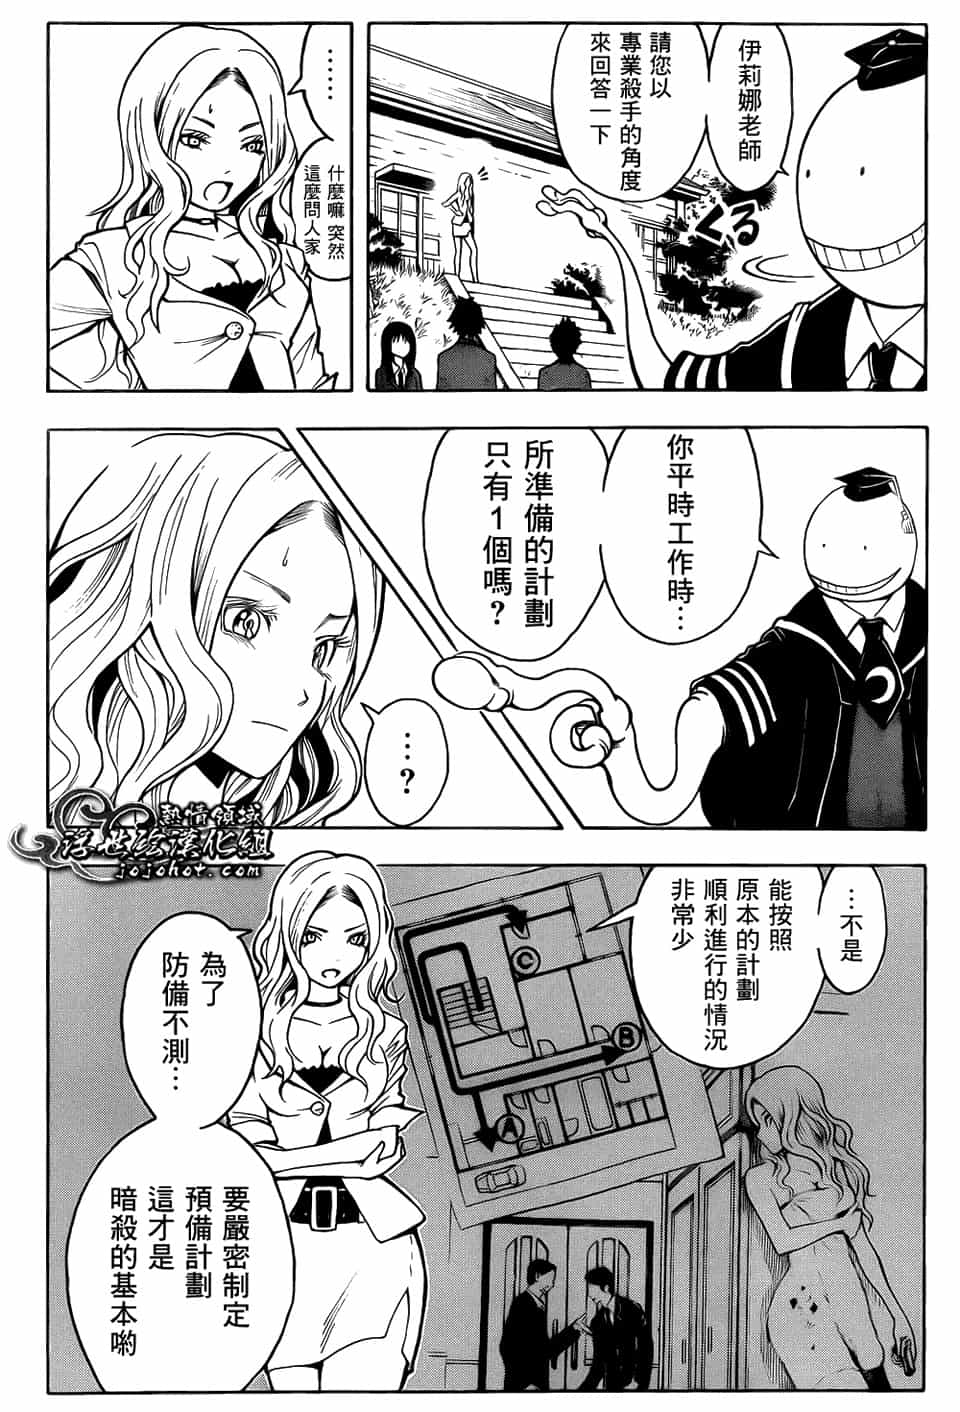 伊莉娜老師
請您以
專業殺手的角度
來回答一下
くる
……
什麼嘛 突然
這麼問人家
你平時工作時…
所準備的計劃
只有1個嗎？
…？
…不是
能按照
原本的計劃
順利進行的情況
非常少
C
B
A
為了
防備不測…
要嚴密制定
預備計劃
這才是
暗殺的基本喲
熱情領域
浮世繪漢化組
jojohot.com